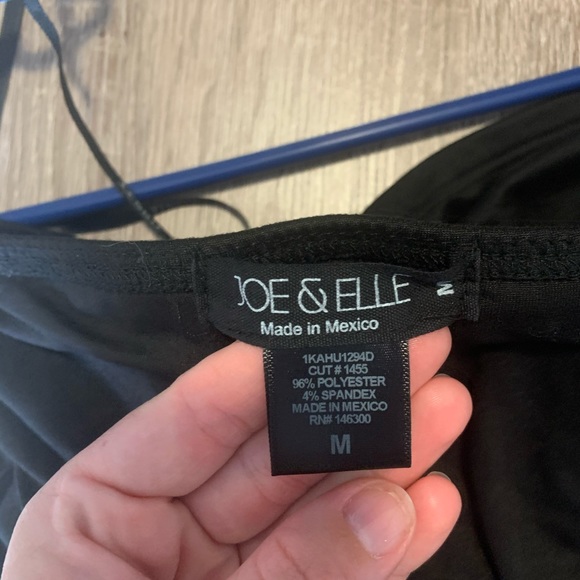 JOE & ELLE
M
Made in Mexico
1KAHU1294D
CUT # 1455
96% POLYESTER
4% SPANDEX
MADE IN MEXICO
RN# 146300
M